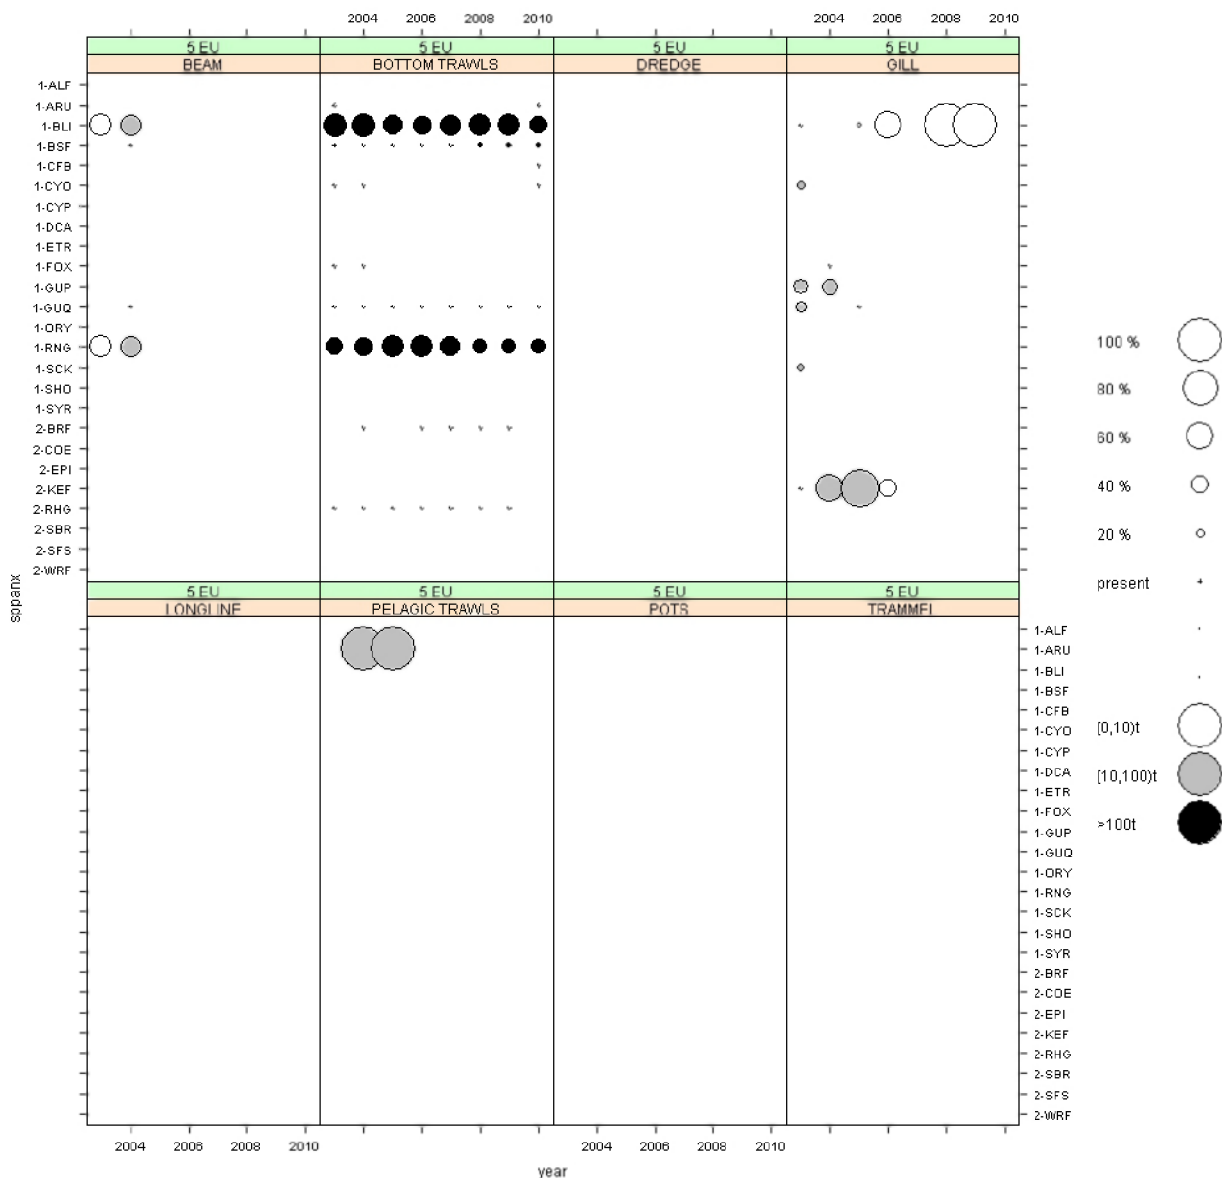 2004 2006 2008 2010 2004 2006 2008 2010
5 EU 5 EU 5 EU 5 EU
BEAM BOTTOM TRAWLS DREDGE GILL
1-ALF
1-ARU
1-BLI
1-BSF
1-CFB
1-CYO
1-CYP
1-DCA
1-ETR
1-FOX
1-GUP
1-GUQ
1-ORY
1-RNG
1-SCK
1-SHO
1-SYR
2-BRF
2-COE
2-EPI
2-KEF
2-RHG
2-SBR
2-SFS
2-WRF
sppanx
5 EU 5 EU 5 EU 5 EU
LONGLINE PELAGIC TRAWLS POTS TRAMMEL
1-ALF
1-ARU
1-BLI
1-BSF
1-CFB
1-CYO
1-CYP
1-DCA
1-ETR
1-FOX
1-GUP
1-GUQ
1-ORY
1-RNG
1-SCK
1-SHO
1-SYR
2-BRF
2-COE
2-EPI
2-KEF
2-RHG
2-SBR
2-SFS
2-WRF
2004 2006 2008 2010 2004 2006 2008 2010
year
100 %
80 %
60 %
40 %
20 %
present
[0,10)t
[10,100)t
>100t